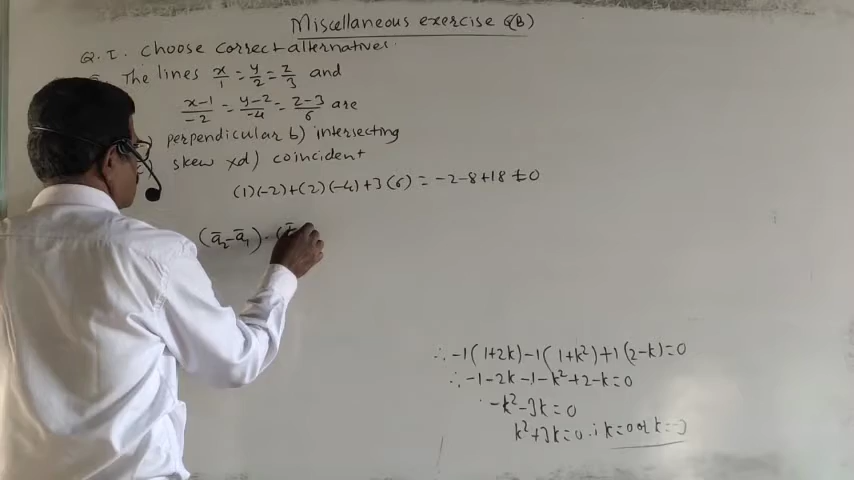 Miscellaneous exercise 6(B)
Q.I. Choose correct alternatives.
The lines x/1 = y/2 = z/3 and
x-1/-2 = y-2/-4 = z-3/6 are
perpendicular b) intersecting
skew xd) coincident
(1)(-2)+(2)(-4)+3(6) = -2-8+18 ≠0
(ā₂-ā₁).(
∴ -1(1+2k)-1(1+k²)+1(2-k)=0
∴ -1-2k-1-k²+2-k=0
-k²-3k=0
k²+3k=0 ∴ k=0 or k=-3